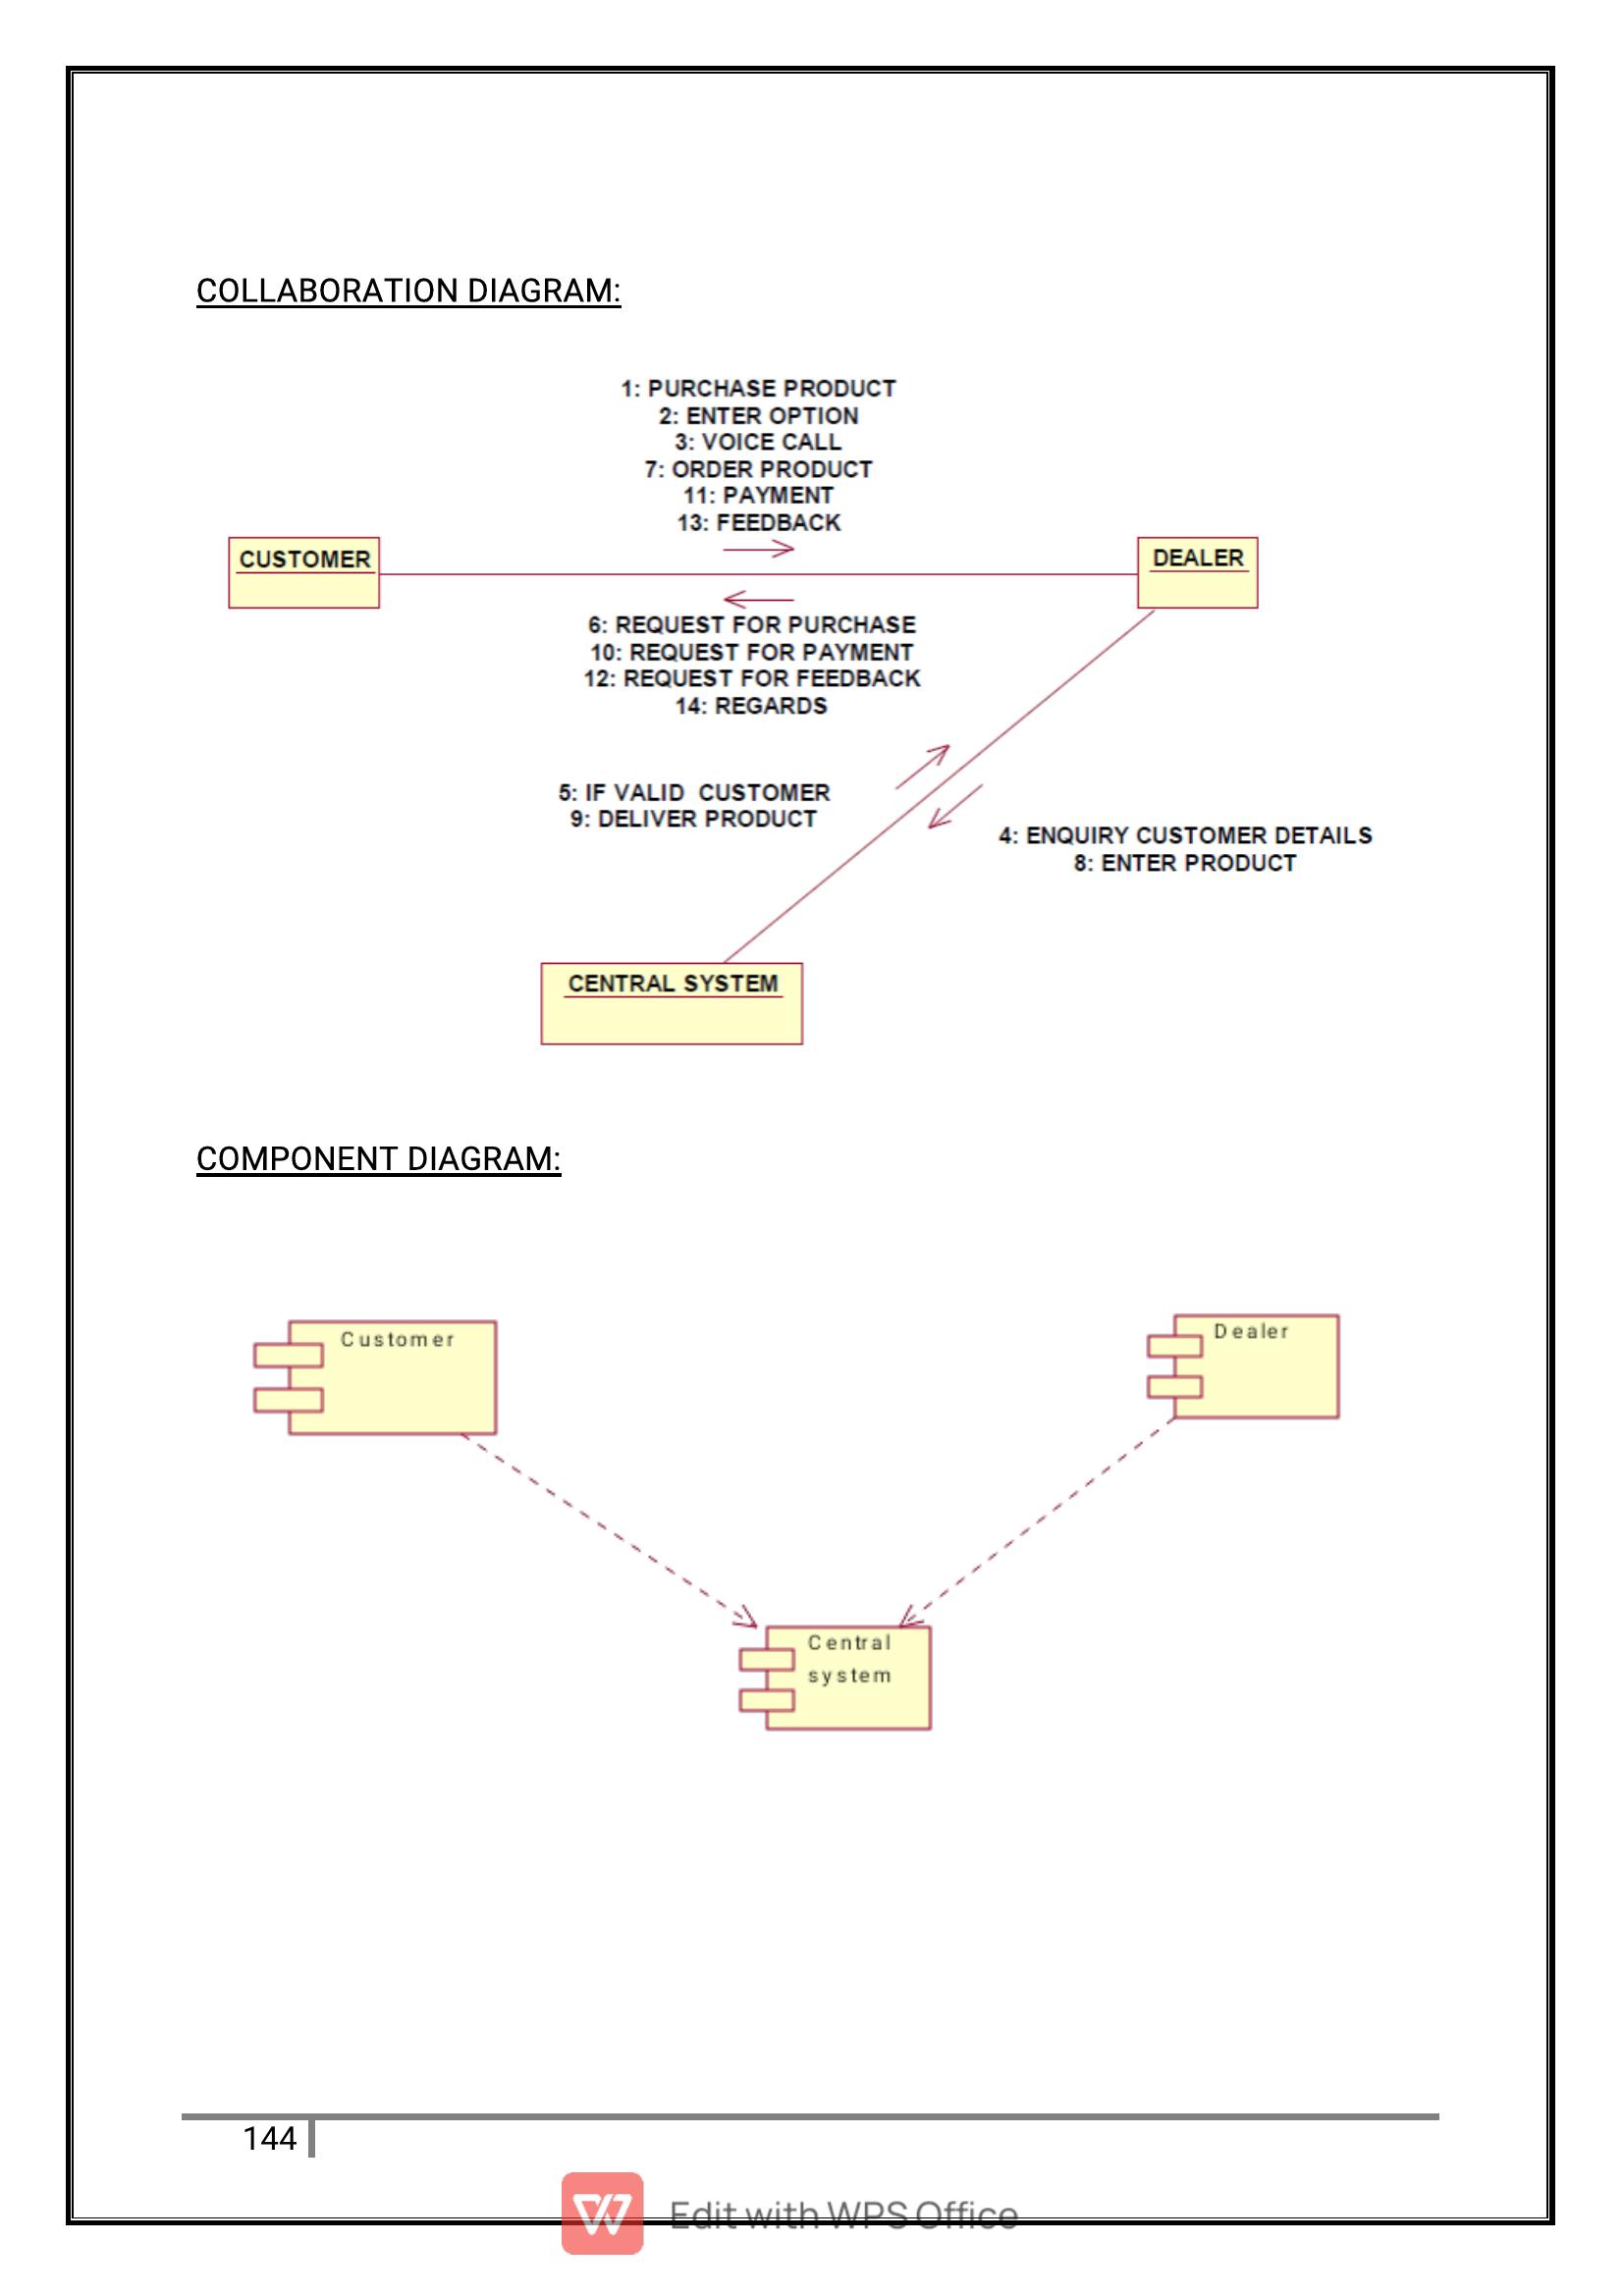 COLLABORATION DIAGRAM:
1: PURCHASE PRODUCT
2: ENTER OPTION
3: VOICE CALL
7: ORDER PRODUCT
11: PAYMENT
13: FEEDBACK
CUSTOMER
DEALER
6: REQUEST FOR PURCHASE
10: REQUEST FOR PAYMENT
12: REQUEST FOR FEEDBACK
14: REGARDS
5: IF VALID CUSTOMER
9: DELIVER PRODUCT
4: ENQUIRY CUSTOMER DETAILS
8: ENTER PRODUCT
CENTRAL SYSTEM
COMPONENT DIAGRAM:
Customer
Dealer
Central
system
144
Edit with WPS Office